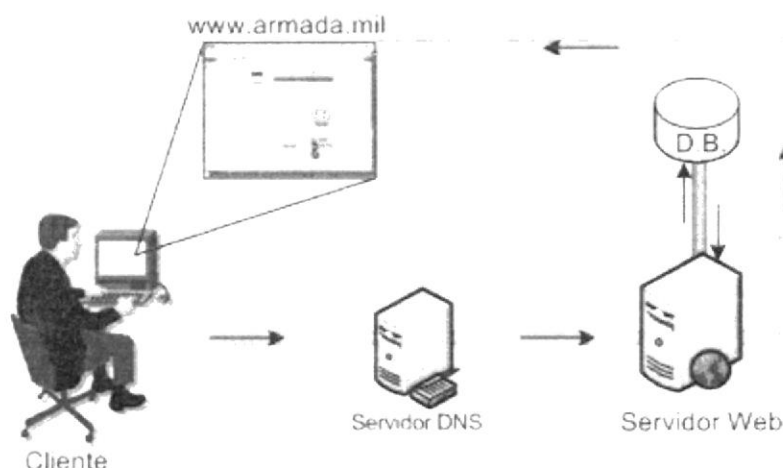 www.armada.mil
D.B.
Servidor DNS
Servidor Web
Cliente